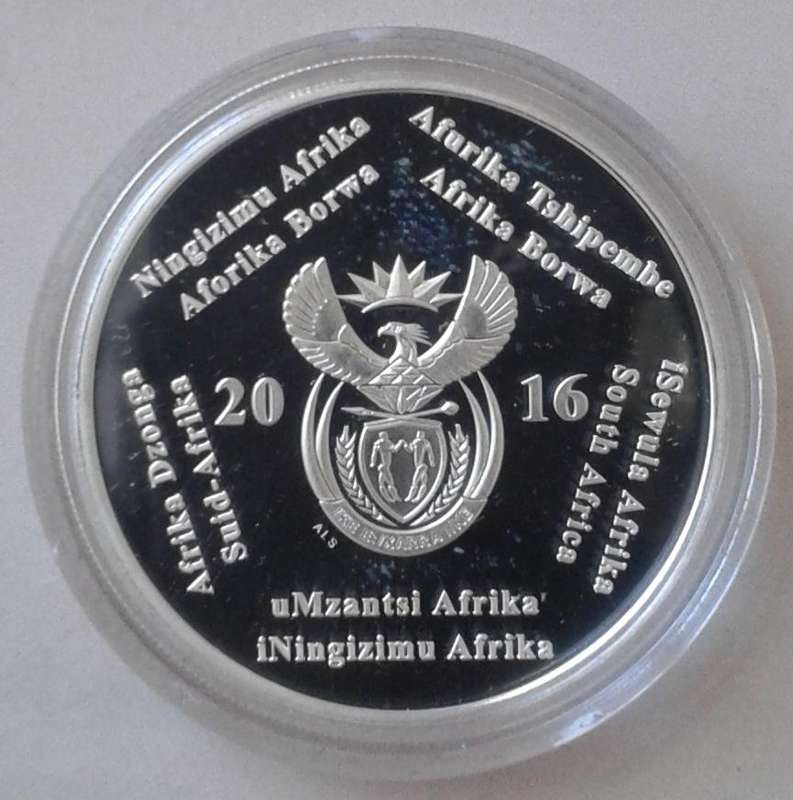 Ningizimu Afrika
Aforika Borwa
Afurika Tshipembe
Afrika Borwa
iSewula Afrika
South Africa
20 16
Afrika Dzonga
Suid-Afrika
ALS
uMzantsi Afrika
iNingizimu Afrika